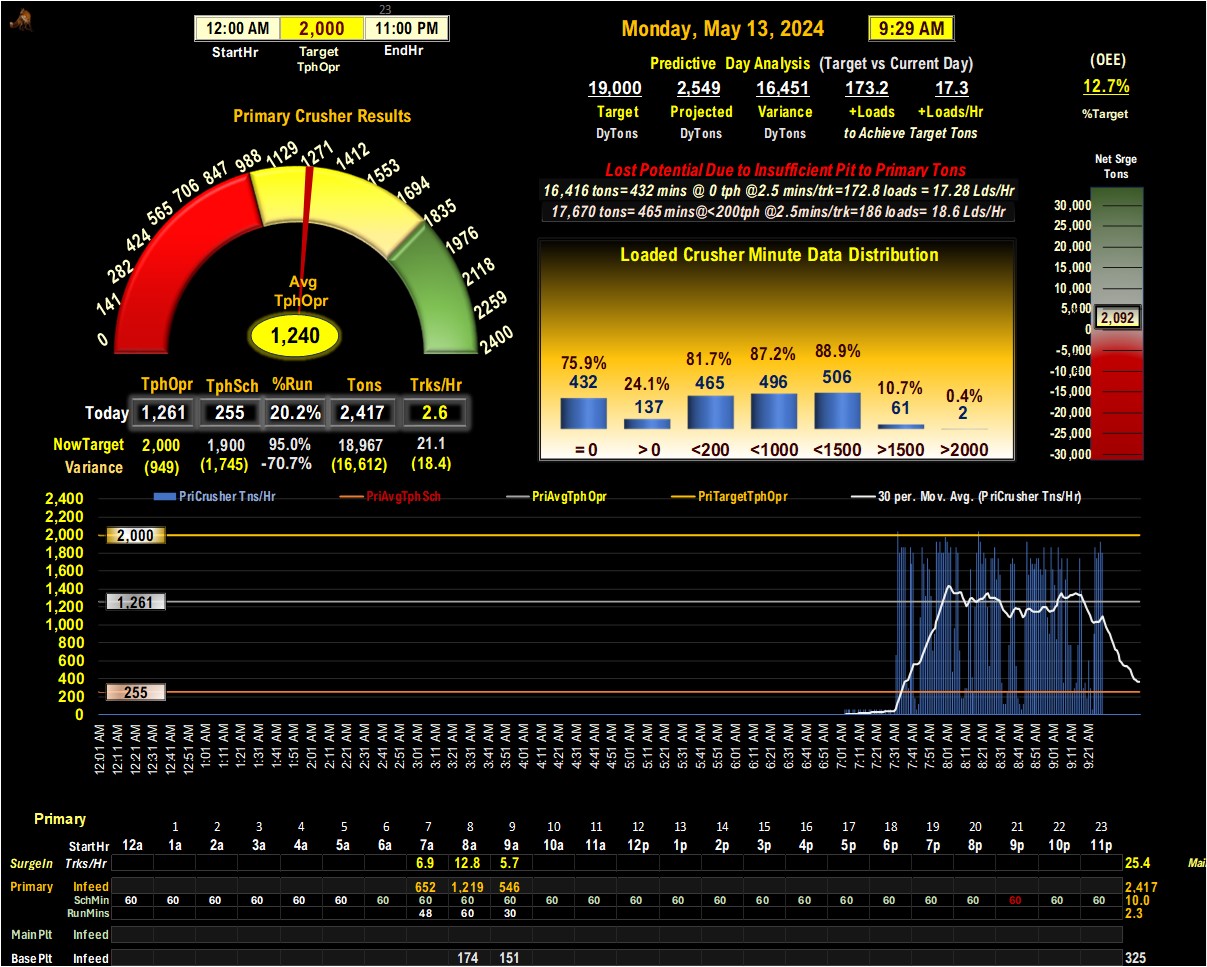 23
12:00 AM 2,000 11:00 PM
StartHr Target TphOpr EndHr
Monday, May 13, 2024 9:29 AM
Predictive Day Analysis (Target vs Current Day)
19,000 2,549 16,451 173.2 17.3
Target Projected Variance +Loads +Loads/Hr
DyTons DyTons DyTons to Achieve Target Tons
(OEE)
12.7%
%Target
Primary Crusher Results
0 141 282 424 565 706 847 988 1129 1271 1412 1553 1694 1835 1976 2118 2259 2400
Avg
TphOpr
1,240
Lost Potential Due to Insufficient Pit to Primary Tons
16,416 tons=432 mins @ 0 tph @2.5 mins/trk=172.8 loads = 17.28 Lds/Hr
17,670 tons= 465 mins@<200tph @2.5mins/trk=186 loads= 18.6 Lds/Hr
Net Srge
Tons
30,000
25,000
20,000
15,000
10,000
5,000
2,092
0
-5,000
-10,000
-15,000
-20,000
-25,000
-30,000
Loaded Crusher Minute Data Distribution
75.9% 24.1% 81.7% 87.2% 88.9% 10.7% 0.4%
432 137 465 496 506 61 2
=0 >0 <200 <1000 <1500 >1500 >2000
TphOpr TphSch %Run Tons Trks/Hr
Today 1,261 255 20.2% 2,417 2.6
NowTarget 2,000 1,900 95.0% 18,967 21.1
Variance (949) (1,745) -70.7% (16,612) (18.4)
PriCrusher Tns/Hr PriAvgTphSch PriAvgTphOpr PriTargetTphOpr 30 per. Mov. Avg. (PriCrusher Tns/Hr)
2,400
2,200
2,000 2,000
1,800
1,600
1,400
1,200 1,261
1,000
800
600
400
200 255
0
12:01 AM 12:11 AM 12:21 AM 12:31 AM 12:41 AM 12:51 AM 1:01 AM 1:11 AM 1:21 AM 1:31 AM 1:41 AM 1:51 AM 2:01 AM 2:11 AM 2:21 AM 2:31 AM 2:41 AM 2:51 AM 3:01 AM 3:11 AM 3:21 AM 3:31 AM 3:41 AM 3:51 AM 4:01 AM 4:11 AM 4:21 AM 4:31 AM 4:41 AM 4:51 AM 5:01 AM 5:11 AM 5:21 AM 5:31 AM 5:41 AM 5:51 AM 6:01 AM 6:11 AM 6:21 AM 6:31 AM 6:41 AM 6:51 AM 7:01 AM 7:11 AM 7:21 AM 7:31 AM 7:41 AM 7:51 AM 8:01 AM 8:11 AM 8:21 AM 8:31 AM 8:41 AM 8:51 AM 9:01 AM 9:11 AM 9:21 AM
Primary
1 2 3 4 5 6 7 8 9 10 11 12 13 14 15 16 17 18 19 20 21 22 23
StartHr 12a 1a 2a 3a 4a 5a 6a 7a 8a 9a 10a 11a 12p 1p 2p 3p 4p 5p 6p 7p 8p 9p 10p 11p
SurgeIn Trks/Hr 6.9 12.8 5.7 25.4
Primary Infeed 652 1,219 546 2,417
SchMin 60 60 60 60 60 60 60 60 60 60 60 60 60 60 60 60 60 60 60 60 60 60 60 60 10.0
RunMins 48 60 30 2.3
MainPlt Infeed
BasePlt Infeed 174 151 325